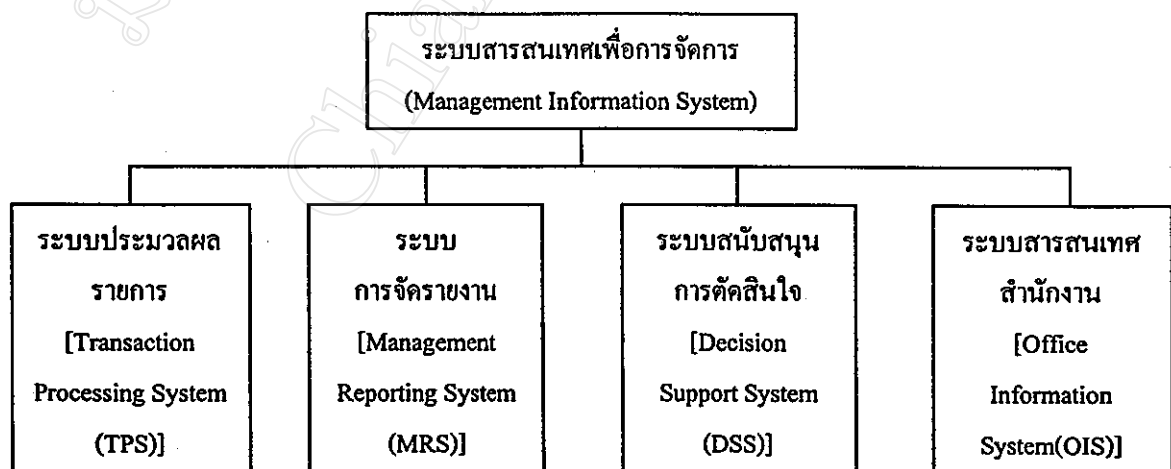 ระบบสารสนเทศเพื่อการจัดการ
(Management Information System)
ระบบประมวลผล
รายการ
[Transaction
Processing System
(TPS)]
ระบบ
การจัดรายงาน
[Management
Reporting System
(MRS)]
ระบบสนับสนุน
การตัดสินใจ
[Decision
Support System
(DSS)]
ระบบสารสนเทศ
สำนักงาน
[Office
Information
System(OIS)]